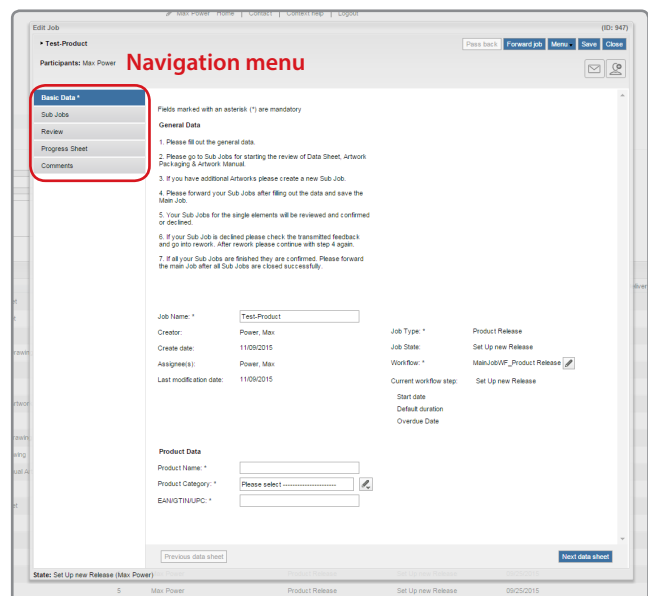 Max Power Home | Contact | Context help | Logout
Edit Job (ID: 947)
Test-Product Pass back Forward job Menu Save Close
Participants: Max Power
Navigation menu
Basic Data *
Sub Jobs
Review
Progress Sheet
Comments
Fields marked with an asterisk (*) are mandatory
General Data
1. Please fill out the general data.
2. Please go to Sub Jobs for starting the review of Data Sheet, Artwork
Packaging & Artwork Manual.
3. If you have additional Artworks please create a new Sub Job.
4. Please forward your Sub Jobs after filling out the data and save the
Main Job.
5. Your Sub Jobs for the single elements will be reviewed and confirmed
or declined.
6. If your Sub Job is declined please check the transmitted feedback
and go into rework. After rework please continue with step 4 again.
7. If all your Sub Jobs are finished they are confirmed. Please forward
the main Job after all Sub Jobs are closed successfully.
Job Name: * Test-Product
Creator: Power, Max Job Type: * Product Release
Create date: 11/09/2015 Job State: Set Up new Release
Assignee(s): Power, Max Workflow: * MainJobWF_Product Release
Last modification date: 11/09/2015 Current workflow step: Set Up new Release
Start date
Default duration
Overdue Date
Product Data
Product Name: *
Product Category: * Please select ----------------------
EAN/GTIN/UPC: *
Previous data sheet Next data sheet
State: Set Up new Release (Max Power)
5. Max Power Product Release Set Up new Release 09/25/2015